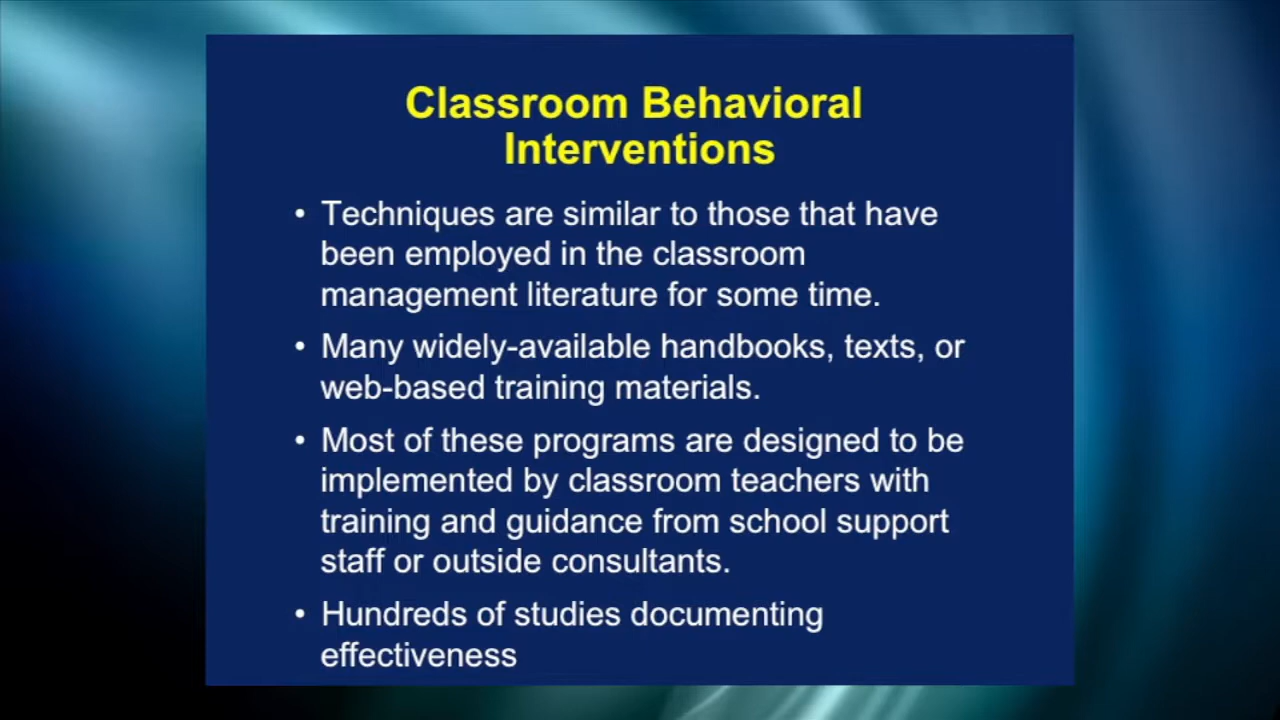 Classroom Behavioral
Interventions
• Techniques are similar to those that have
been employed in the classroom
management literature for some time.
• Many widely-available handbooks, texts, or
web-based training materials.
• Most of these programs are designed to be
implemented by classroom teachers with
training and guidance from school support
staff or outside consultants.
• Hundreds of studies documenting
effectiveness